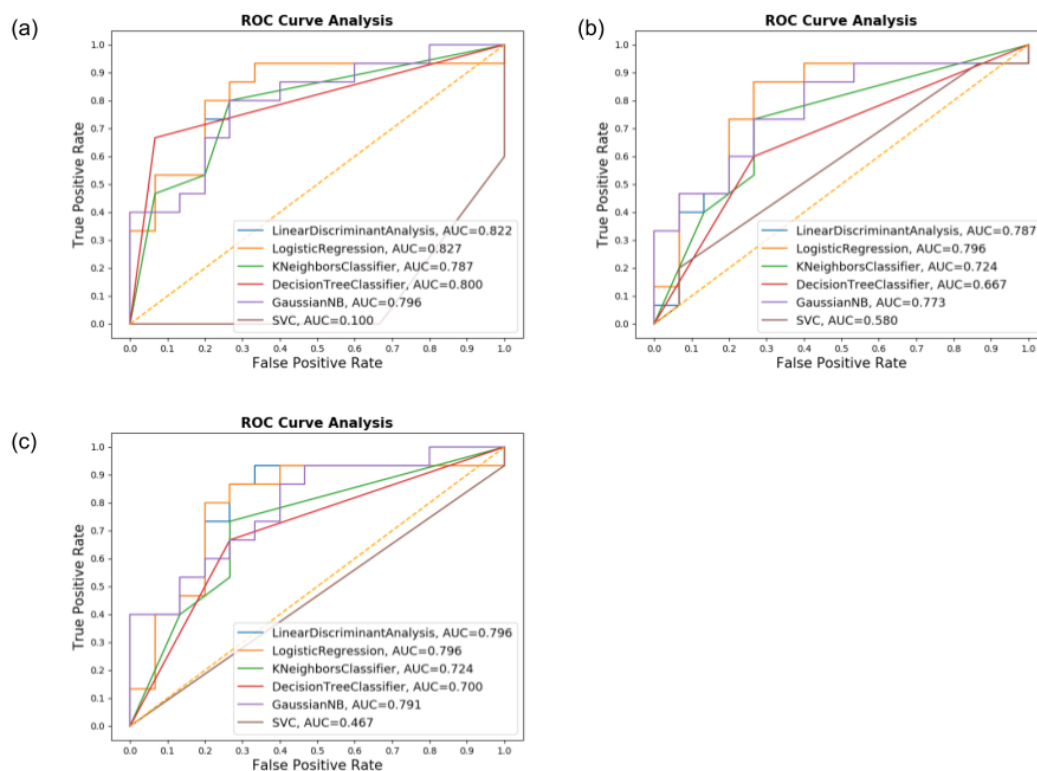 (a)
ROC Curve Analysis
True Positive Rate
1.0
0.9
0.8
0.7
0.6
0.5
0.4
0.3
0.2
0.1
0.0
LinearDiscriminantAnalysis, AUC=0.822
LogisticRegression, AUC=0.827
KNeighborsClassifier, AUC=0.787
DecisionTreeClassifier, AUC=0.800
GaussianNB, AUC=0.796
SVC, AUC=0.100
0.0 0.1 0.2 0.3 0.4 0.5 0.6 0.7 0.8 0.9 1.0
False Positive Rate
(b)
ROC Curve Analysis
True Positive Rate
1.0
0.9
0.8
0.7
0.6
0.5
0.4
0.3
0.2
0.1
0.0
LinearDiscriminantAnalysis, AUC=0.787
LogisticRegression, AUC=0.796
KNeighborsClassifier, AUC=0.724
DecisionTreeClassifier, AUC=0.667
GaussianNB, AUC=0.773
SVC, AUC=0.580
0.0 0.1 0.2 0.3 0.4 0.5 0.6 0.7 0.8 0.9 1.0
False Positive Rate
(c)
ROC Curve Analysis
True Positive Rate
1.0
0.9
0.8
0.7
0.6
0.5
0.4
0.3
0.2
0.1
0.0
LinearDiscriminantAnalysis, AUC=0.796
LogisticRegression, AUC=0.796
KNeighborsClassifier, AUC=0.724
DecisionTreeClassifier, AUC=0.700
GaussianNB, AUC=0.791
SVC, AUC=0.467
0.0 0.1 0.2 0.3 0.4 0.5 0.6 0.7 0.8 0.9 1.0
False Positive Rate